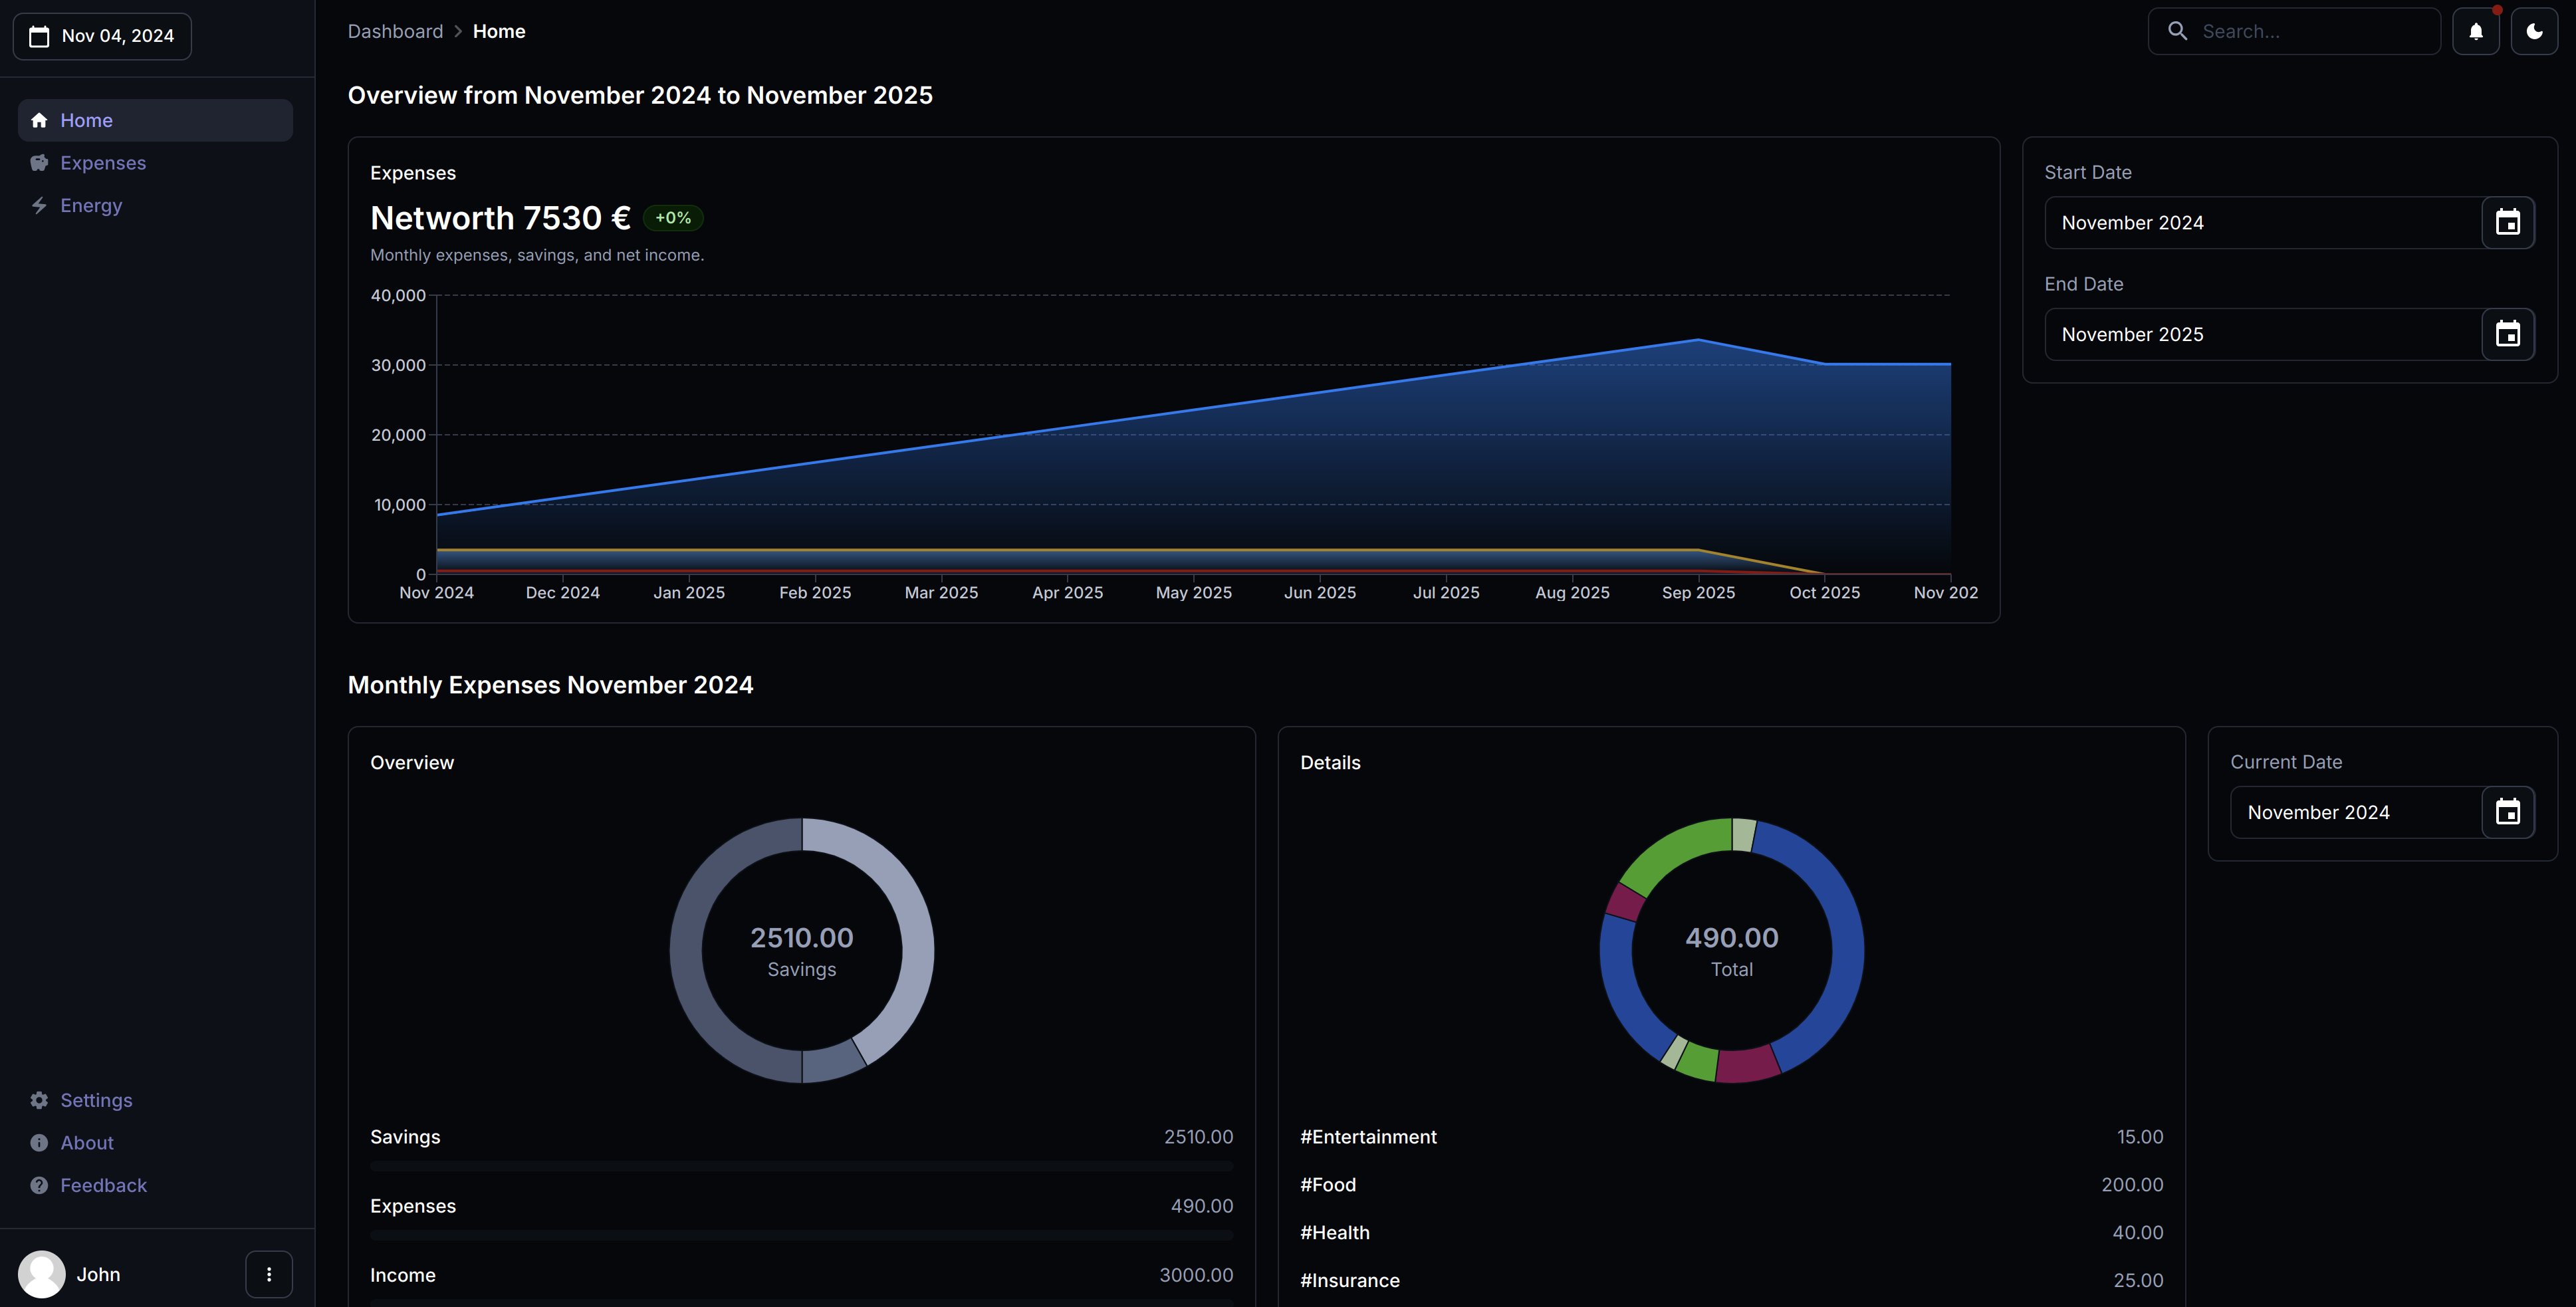 Nov 04, 2024
Home
Expenses
Energy
Settings
About
Feedback
John
Dashboard > Home
Search...
Overview from November 2024 to November 2025
Expenses
Networth 7530 € +0%
Monthly expenses, savings, and net income.
40,000
30,000
20,000
10,000
0
Nov 2024 Dec 2024 Jan 2025 Feb 2025 Mar 2025 Apr 2025 May 2025 Jun 2025 Jul 2025 Aug 2025 Sep 2025 Oct 2025 Nov 202
Start Date
November 2024
End Date
November 2025
Monthly Expenses November 2024
Overview
2510.00
Savings
Savings 2510.00
Expenses 490.00
Income 3000.00
Details
490.00
Total
#Entertainment 15.00
#Food 200.00
#Health 40.00
#Insurance 25.00
Current Date
November 2024